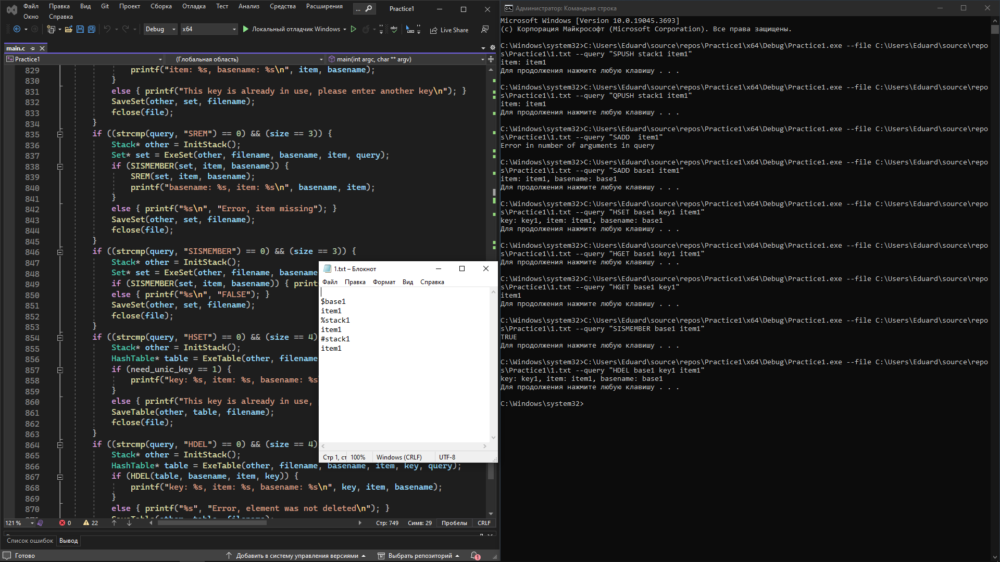 Файл Правка Вид Git Проект Сборка Отладка Тест Анализ Средства Расширения ... Practice1
Окно Справка
Debug x64 Локальный отладчик Windows Live Share
main.c
Practice1 (Глобальная область) main(int argc, char ** argv)
829 printf("item: %s, basename: %s\n", item, basename);
830 }
831 else { printf("This key is already in use, please enter another key\n"); }
832 SaveSet(other, set, filename);
833 fclose(file);
834 }
835 if ((strcmp(query, "SREM") == 0) && (size == 3)) {
836 Stack* other = InitStack();
837 Set* set = ExeSet(other, filename, basename, item, query);
838 if (SISMEMBER(set, item, basename)) {
839 SREM(set, item, basename);
840 printf("basename: %s, item: %s\n", basename, item);
841 }
842 else { printf("%s\n", "Error, item missing"); }
843 SaveSet(other, set, filename);
844 fclose(file);
845 }
846 if ((strcmp(query, "SISMEMBER") == 0) && (size == 3)) {
847 Stack* other = InitStack();
848 Set* set = ExeSet(other, filename, basename
849 if (SISMEMBER(set, item, basename)) { print
850 else { printf("%s\n", "FALSE"); }
851 SaveSet(other, set, filename);
852 fclose(file);
853 }
854 if ((strcmp(query, "HSET") == 0) && (size == 4)
855 Stack* other = InitStack();
856 HashTable* table = ExeTable(other, filename
857 if (need_unic_key == 1) {
858 printf("key: %s, item: %s, basename: %s
859 }
860 else { printf("This key is already in use,
861 SaveTable(other, table, filename);
862 fclose(file);
863 }
864 if ((strcmp(query, "HDEL") == 0) && (size == 4)
865 Stack* other = InitStack();
866 HashTable* table = ExeTable(other, filename, basename, item, key, query);
867 if (HDEL(table, basename, item, key)) {
868 printf("key: %s, item: %s, basename: %s\n", key, item, basename);
869 }
870 else { printf("%s", "Error, element was not deleted\n"); }
SaveTable(other, table, filename);
121 % 0 22 Стр: 749 Симв: 29 Пробелы CRLF
Список ошибок Вывод
Готово Добавить в систему управления версиями Выбрать репозиторий 1
1.txt – Блокнот
Файл Правка Формат Вид Справка
$base1
item1
%stack1
item1
#stack1
item1
Стр 1, ст 100% Windows (CRLF) UTF-8
Администратор: Командная строка
Microsoft Windows [Version 10.0.19045.3693]
(c) Корпорация Майкрософт (Microsoft Corporation). Все права защищены.
C:\Windows\system32>C:\Users\Eduard\source\repos\Practice1\x64\Debug\Practice1.exe --file C:\Users\Eduard\source\repo
s\Practice1\1.txt --query "SPUSH stack1 item1"
item: item1
Для продолжения нажмите любую клавишу . . .
C:\Windows\system32>C:\Users\Eduard\source\repos\Practice1\x64\Debug\Practice1.exe --file C:\Users\Eduard\source\repo
s\Practice1\1.txt --query "QPUSH stack1 item1"
item: item1
Для продолжения нажмите любую клавишу . . .
C:\Windows\system32>C:\Users\Eduard\source\repos\Practice1\x64\Debug\Practice1.exe --file C:\Users\Eduard\source\repo
s\Practice1\1.txt --query "SADD  item1"
Error in number of arguments in query
C:\Windows\system32>C:\Users\Eduard\source\repos\Practice1\x64\Debug\Practice1.exe --file C:\Users\Eduard\source\repo
s\Practice1\1.txt --query "SADD base1 item1"
item: item1, basename: base1
Для продолжения нажмите любую клавишу . . .
C:\Windows\system32>C:\Users\Eduard\source\repos\Practice1\x64\Debug\Practice1.exe --file C:\Users\Eduard\source\repo
s\Practice1\1.txt --query "HSET base1 key1 item1"
key: key1, item: item1, basename: base1
Для продолжения нажмите любую клавишу . . .
C:\Windows\system32>C:\Users\Eduard\source\repos\Practice1\x64\Debug\Practice1.exe --file C:\Users\Eduard\source\repo
s\Practice1\1.txt --query "HGET base1 key1 item1"
Для продолжения нажмите любую клавишу . . .
C:\Windows\system32>C:\Users\Eduard\source\repos\Practice1\x64\Debug\Practice1.exe --file C:\Users\Eduard\source\repo
s\Practice1\1.txt --query "HGET base1 key1"
item1
Для продолжения нажмите любую клавишу . . .
C:\Windows\system32>C:\Users\Eduard\source\repos\Practice1\x64\Debug\Practice1.exe --file C:\Users\Eduard\source\repo
s\Practice1\1.txt --query "SISMEMBER base1 item1"
TRUE
Для продолжения нажмите любую клавишу . . .
C:\Windows\system32>C:\Users\Eduard\source\repos\Practice1\x64\Debug\Practice1.exe --file C:\Users\Eduard\source\repo
s\Practice1\1.txt --query "HDEL base1 key1 item1"
key: key1, item: item1, basename: base1
Для продолжения нажмите любую клавишу . . .
C:\Windows\system32>